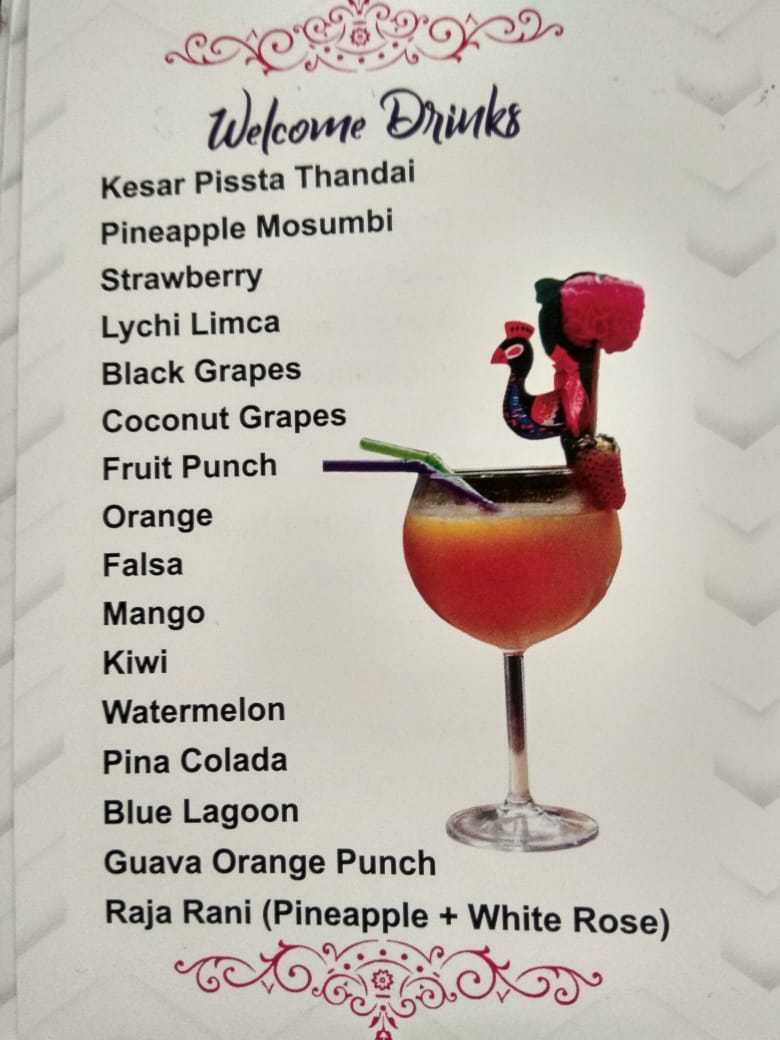 Welcome Drinks
Kesar Pissta Thandai
Pineapple Mosumbi
Strawberry
Lychi Limca
Black Grapes
Coconut Grapes
Fruit Punch
Orange
Falsa
Mango
Kiwi
Watermelon
Pina Colada
Blue Lagoon
Guava Orange Punch
Raja Rani (Pineapple + White Rose)